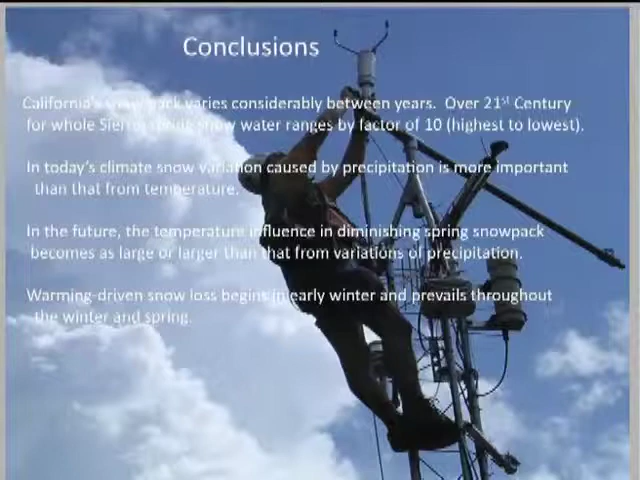 Conclusions
California's snow pack varies considerably between years. Over 21st Century
for whole Sierra spring snow water ranges by factor of 10 (highest to lowest).
In today's climate snow variation caused by precipitation is more important
than that from temperature.
In the future, the temperature influence in diminishing spring snowpack
becomes as large or larger than that from variations of precipitation.
Warming-driven snow loss begins in early winter and prevails throughout
the winter and spring.